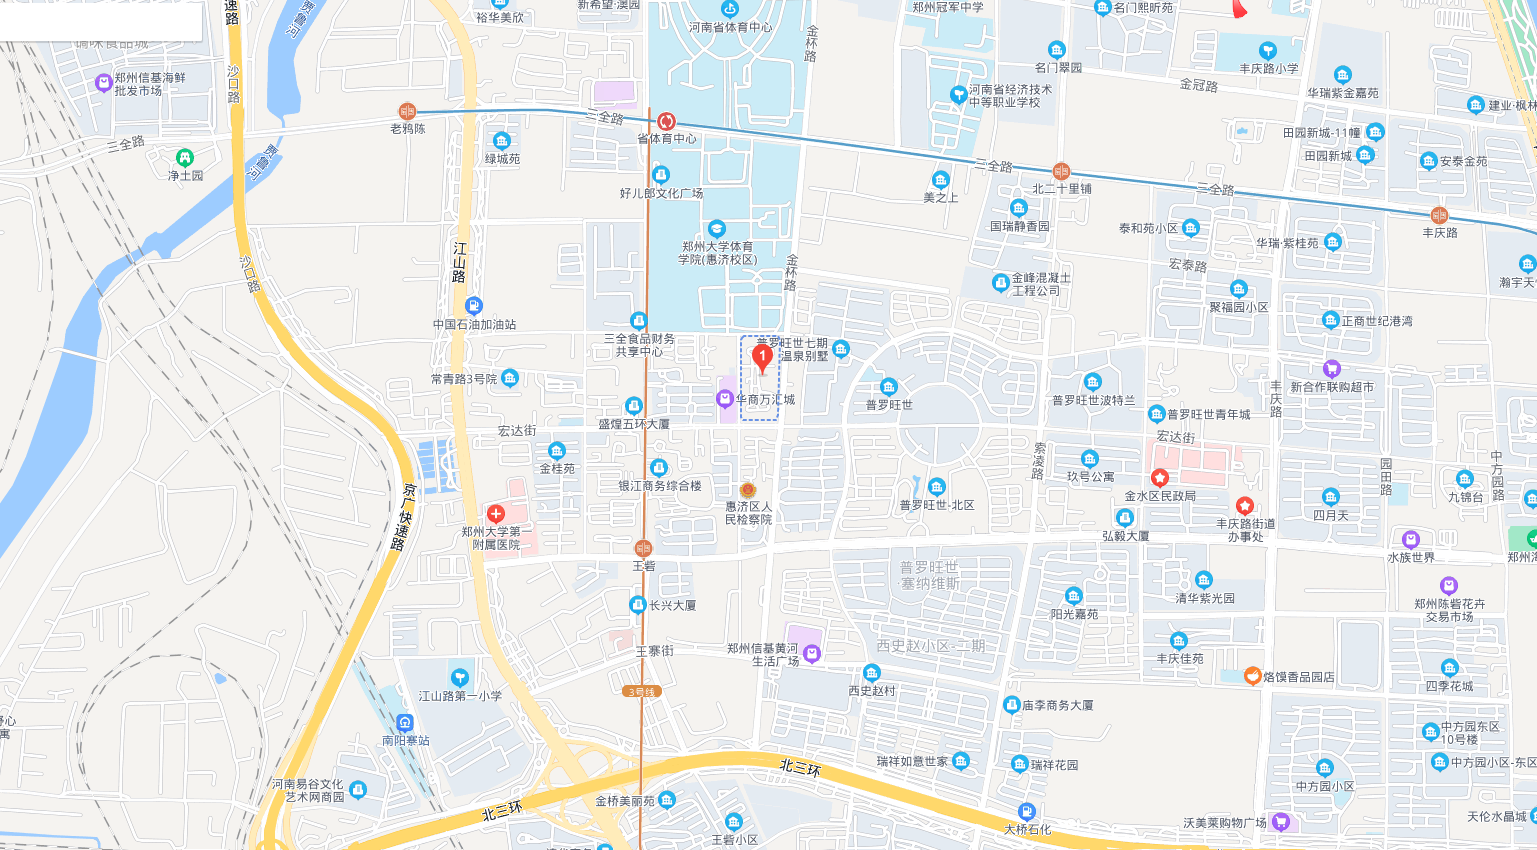 速路
贾鲁河
裕华美欣
新希望·澳园
河南省体育中心
金杯路
郑州冠军中学
名门熙昕苑
调味食品城
郑州信基海鲜
批发市场
沙口路
名门翠园
丰庆路小学
金冠路
华瑞紫金嘉苑
河南省经济技术
中等职业学校
建业·枫林
老鸦陈
三全路
省体育中心
三全路
净土园
贾鲁河
绿城苑
田园新城-11幢
田园新城
安泰金苑
好儿郎文化广场
三全路
北二十里铺
三全路
美之上
国瑞静香园
泰和苑小区
丰庆路
郑州大学体育
学院(惠济校区)
华瑞·紫桂苑
江山路
沙口路
金杯路
宏泰路
金峰混凝土
工程公司
瀚宇天
中国石油加油站
聚福园小区
正商世纪港湾
三全食品财务
共享中心
普罗旺世七期
温泉别墅
1
常青路3号院
华商万汇城
普罗旺世
普罗旺世波特兰
新合作联购超市
丰庆路
盛煌五环大厦
宏达街
普罗旺世青年城
宏达街
金桂苑
索凌路
玖号公寓
园田路
中方园路
银江商务综合楼
普罗旺世-北区
金水区民政局
九锦台
惠济区人
民检察院
京广快速路
郑州大学第一
附属医院
弘毅大厦
丰庆路街道
办事处
四月天
王砦
普罗旺世
·塞纳维斯
水族世界
长兴大厦
阳光嘉苑
清华紫光园
郑州陈砦花卉
交易市场
王寨街
郑州信基黄河
生活广场
西史赵小区-二期
丰庆佳苑
西史赵村
烙馍香品园店
四季花城
江山路第一小学
3号线
庙李商务大厦
南阳寨站
中方园东区
10号楼
瑞祥如意世家
瑞祥花园
北三环
中方园小区
中方园小区-东区
河南易谷文化
艺术网商园
北三环
金桥美丽苑
王砦小区
大桥石化
沃美莱购物广场
天伦水晶城